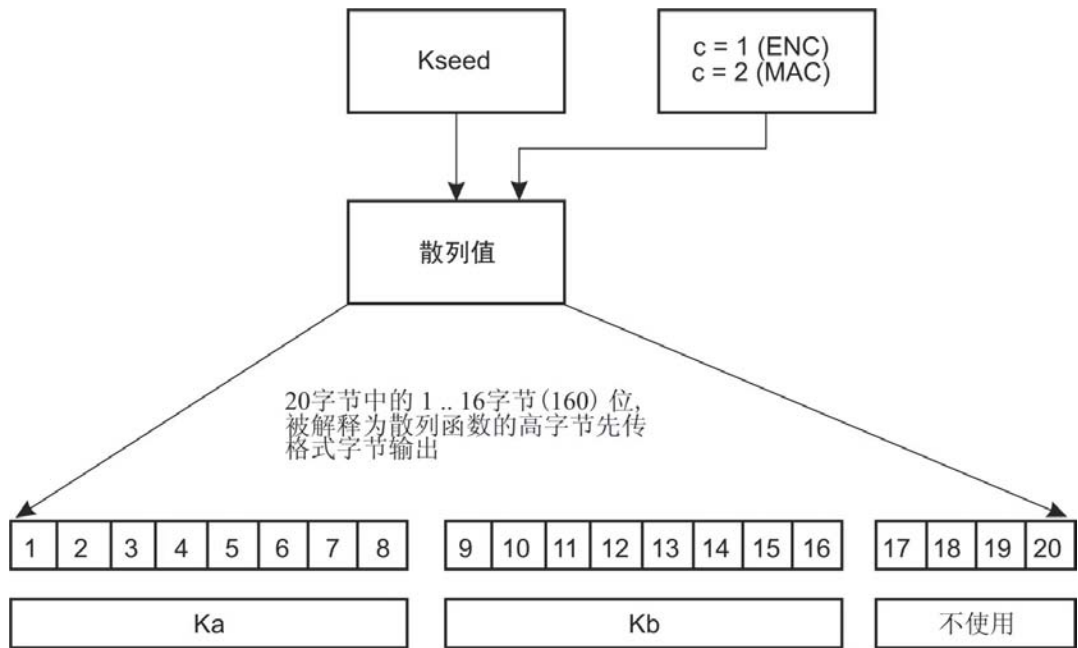 Kseed
c = 1 (ENC)
c = 2 (MAC)
散列值
20字节中的 1 .. 16字节(160) 位,
被解释为散列函数的高字节先传
格式字节输出
1 2 3 4 5 6 7 8 9 10 11 12 13 14 15 16 17 18 19 20
Ka Kb 不使用